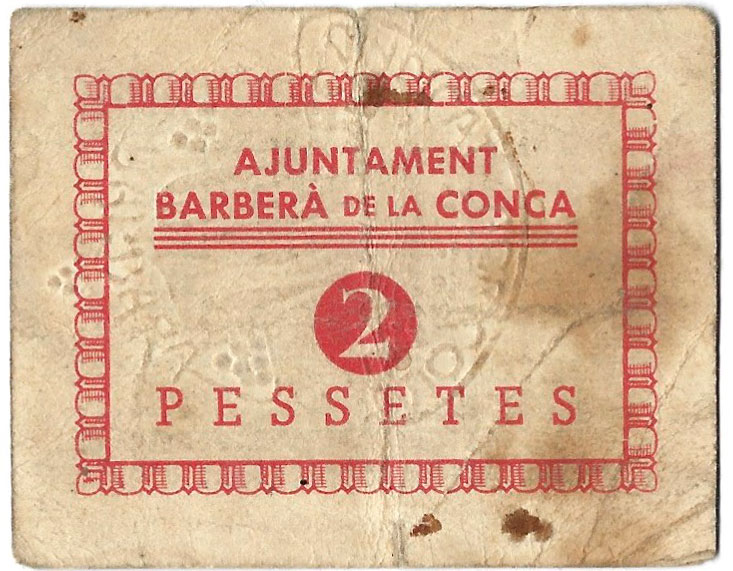 AJUNTAMENT
BARBERÀ DE LA CONCA
2
PESSETES